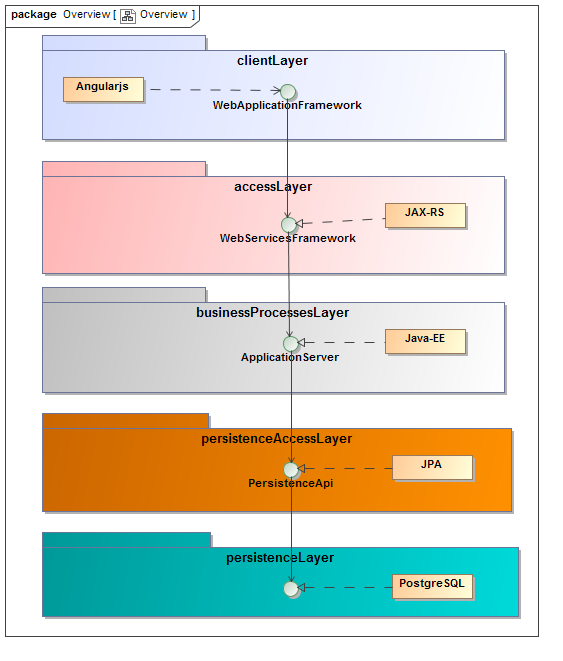 package Overview [ Overview ]
clientLayer
Angularjs
WebApplicationFramework
accessLayer
JAX-RS
WebServicesFramework
businessProcessesLayer
Java-EE
ApplicationServer
persistenceAccessLayer
JPA
PersistenceApi
persistenceLayer
PostgreSQL